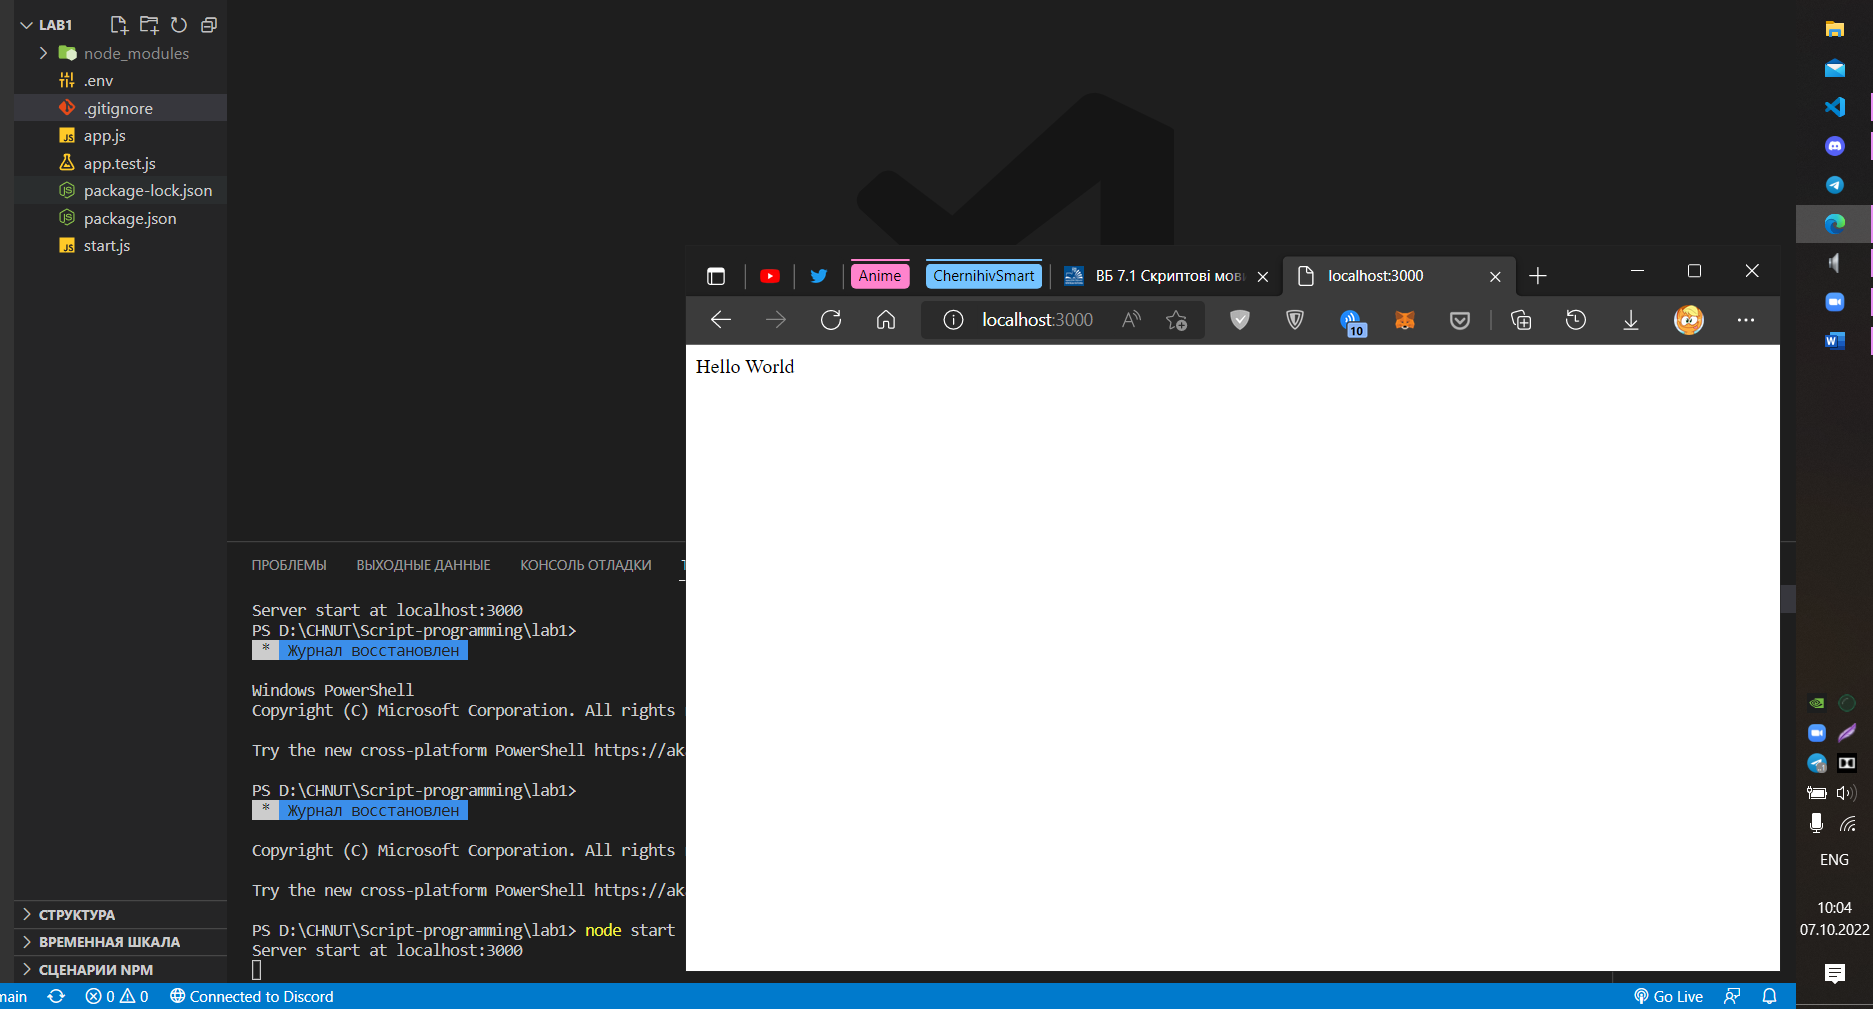 LAB1
node_modules
.env
.gitignore
app.js
app.test.js
package-lock.json
package.json
start.js
СТРУКТУРА
ВРЕМЕННАЯ ШКАЛА
СЦЕНАРИИ NPM
ПРОБЛЕМЫ ВЫХОДНЫЕ ДАННЫЕ КОНСОЛЬ ОТЛАДКИ
Server start at localhost:3000
PS D:\CHNUT\Script-programming\lab1>
* Журнал восстановлен
Windows PowerShell
Copyright (C) Microsoft Corporation. All rights
Try the new cross-platform PowerShell https://ak
PS D:\CHNUT\Script-programming\lab1>
* Журнал восстановлен
Copyright (C) Microsoft Corporation. All rights
Try the new cross-platform PowerShell https://ak
PS D:\CHNUT\Script-programming\lab1> node start
Server start at localhost:3000
Anime ChernihivSmart ВБ 7.1 Скриптові мови localhost:3000
localhost:3000 10
Hello World
main 0 0 Connected to Discord Go Live
ENG
10:04
07.10.2022